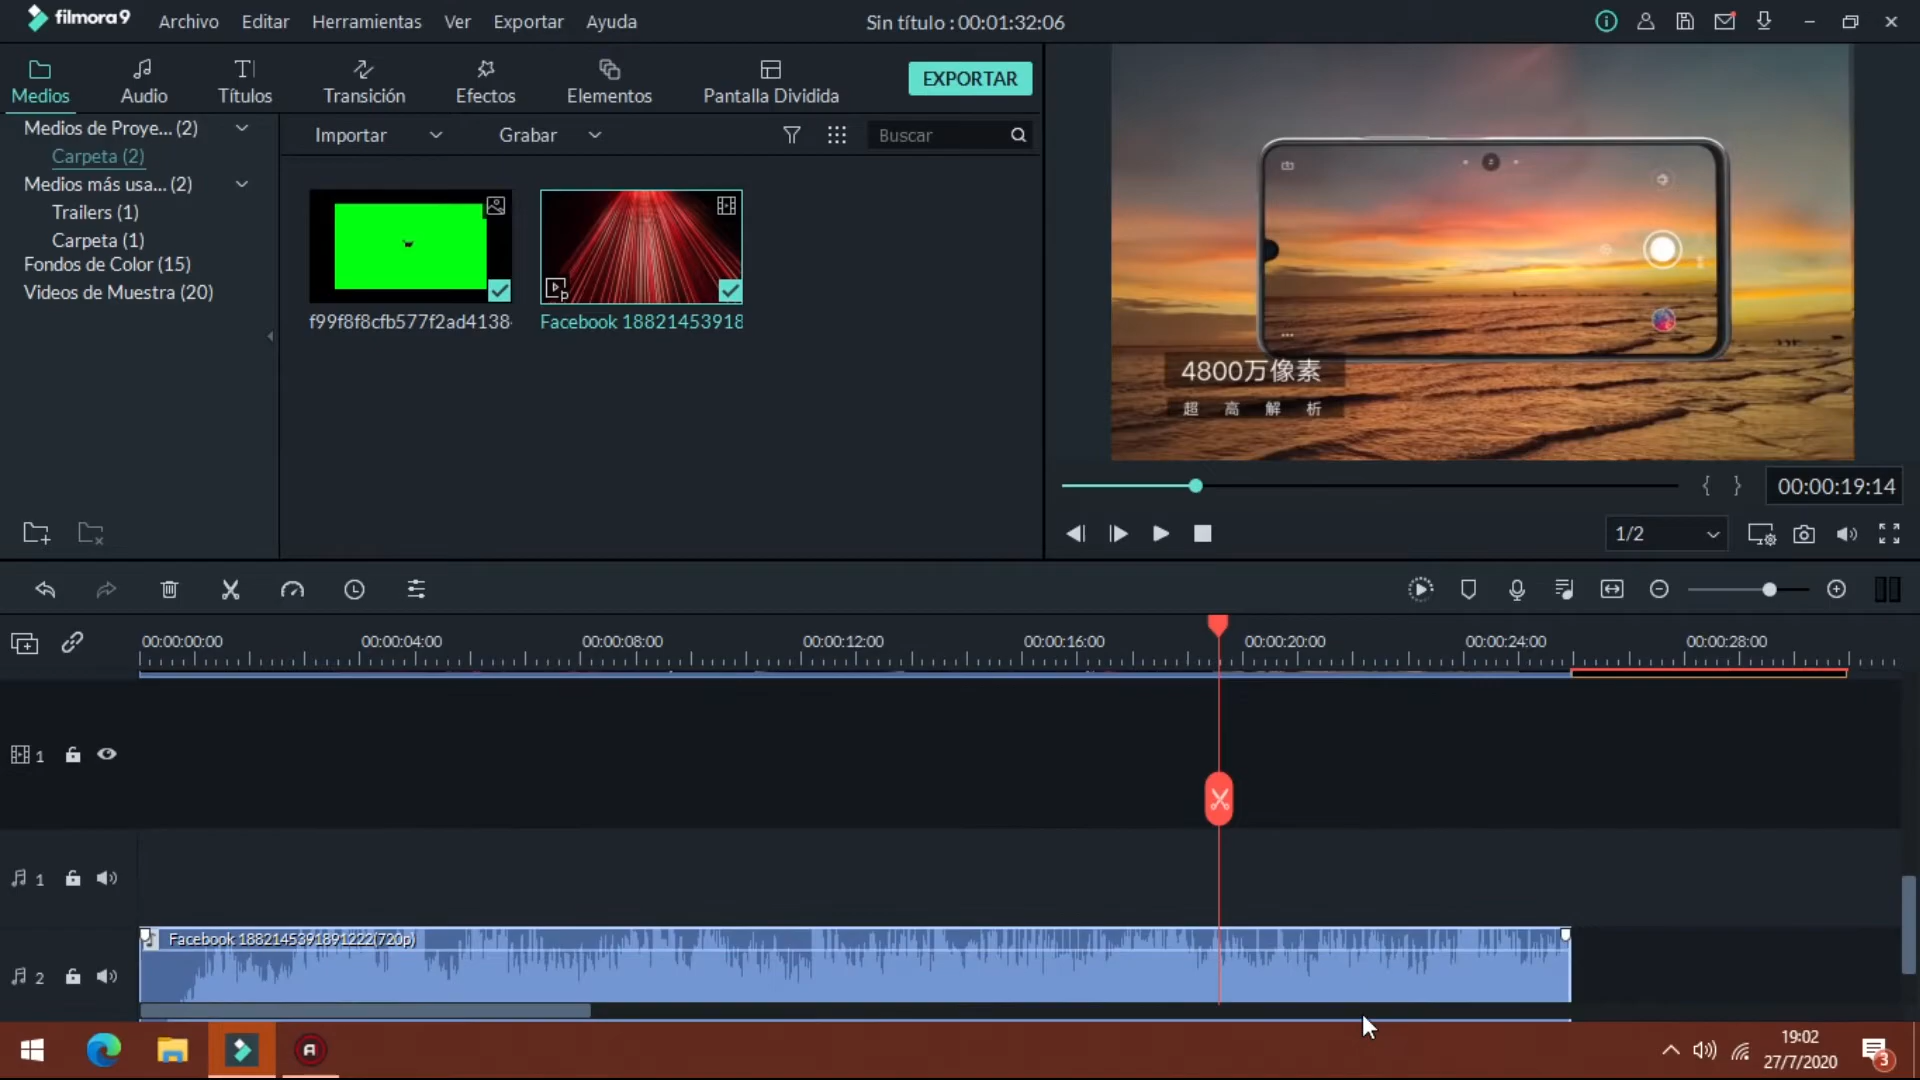 filmora9 Archivo Editar Herramientas Ver Exportar Ayuda Sin título : 00:01:32:06
Medios Audio Títulos Transición Efectos Elementos Pantalla Dividida EXPORTAR
Medios de Proye... (2)
Carpeta (2)
Medios más usa... (2)
Trailers (1)
Carpeta (1)
Fondos de Color (15)
Videos de Muestra (20)
Importar Grabar Buscar
f99f8f8cfb577f2ad4138
Facebook 18821453918
4800万像素
超 高 解 析
00:00:19:14
1/2
00:00:00:00 00:00:04:00 00:00:08:00 00:00:12:00 00:00:16:00 00:00:20:00 00:00:24:00 00:00:28:00
1
1
Facebook 1882145391891222(720p)
2
19:02
27/7/2020
3